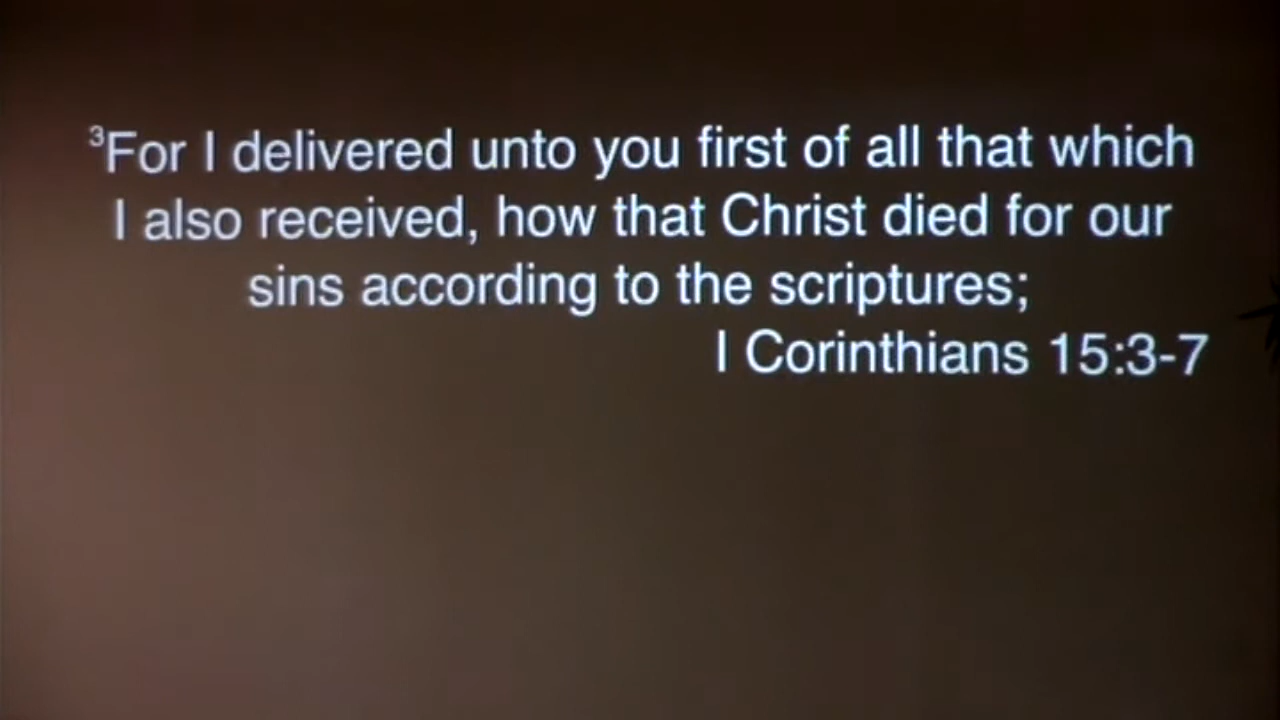 ³For I delivered unto you first of all that which
I also received, how that Christ died for our
sins according to the scriptures;
I Corinthians 15:3-7